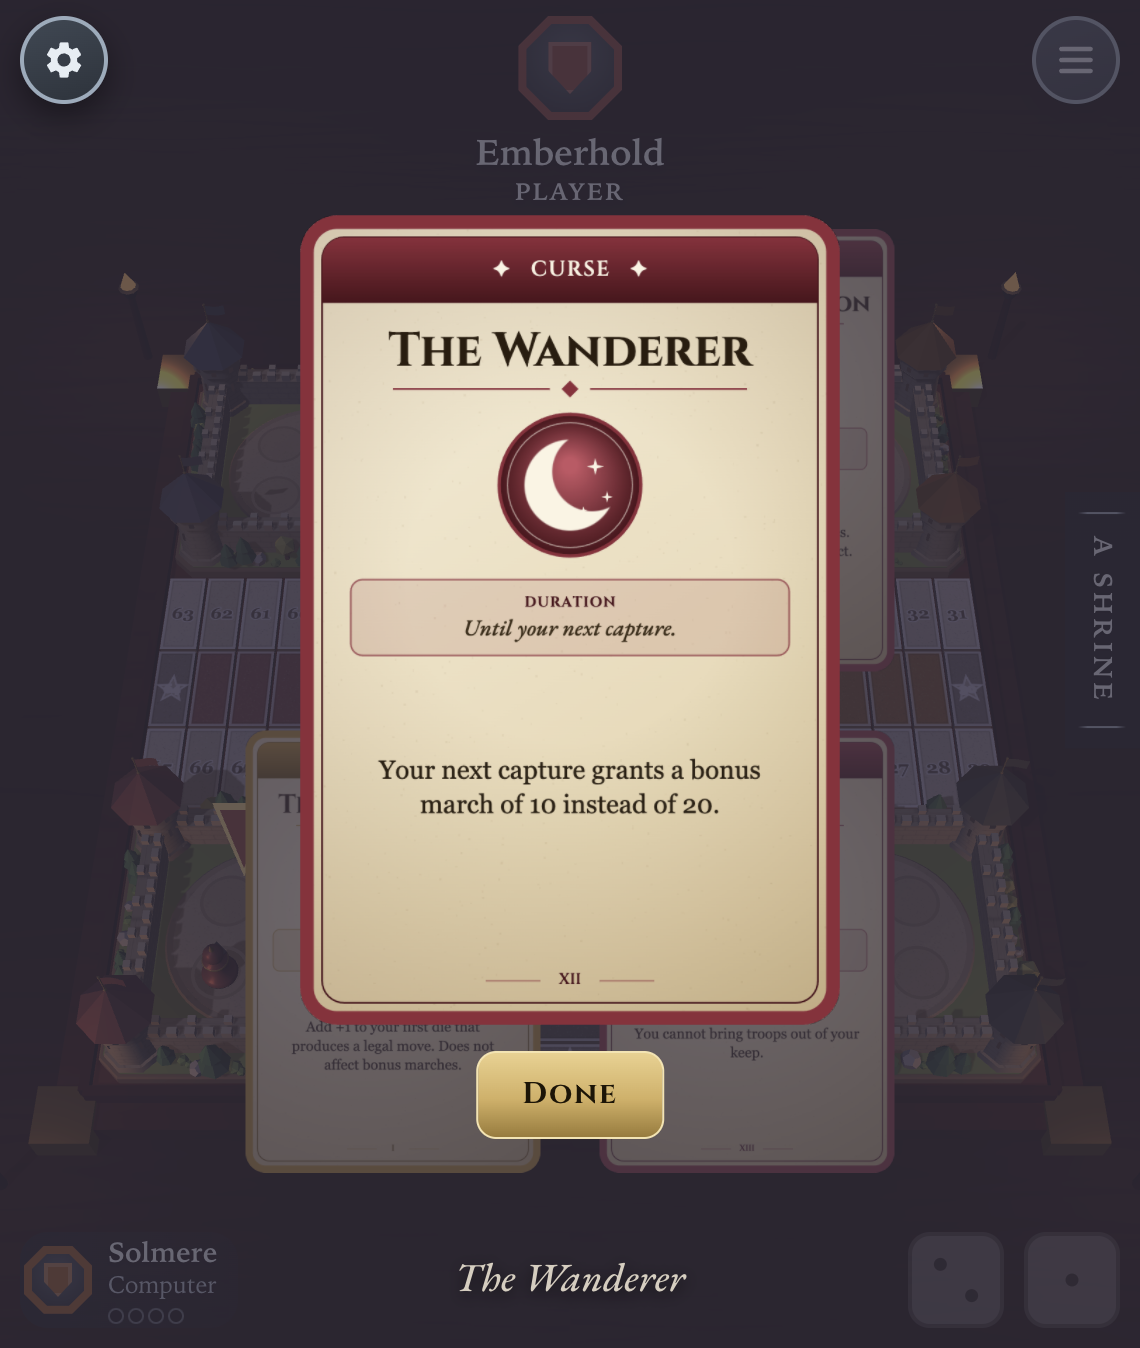 Emberhold
PLAYER
CURSE
THE WANDERER
DURATION
Until your next capture.
Your next capture grants a bonus
march of 10 instead of 20.
XII
DONE
A SHRINE
63 62 61
32 31
66
27 28
ON
s.
ct.
Add +1 to your first die that
produces a legal move. Does not
affect bonus marches.
I
You cannot bring troops out of your
keep.
XIII
Solmere
Computer
The Wanderer